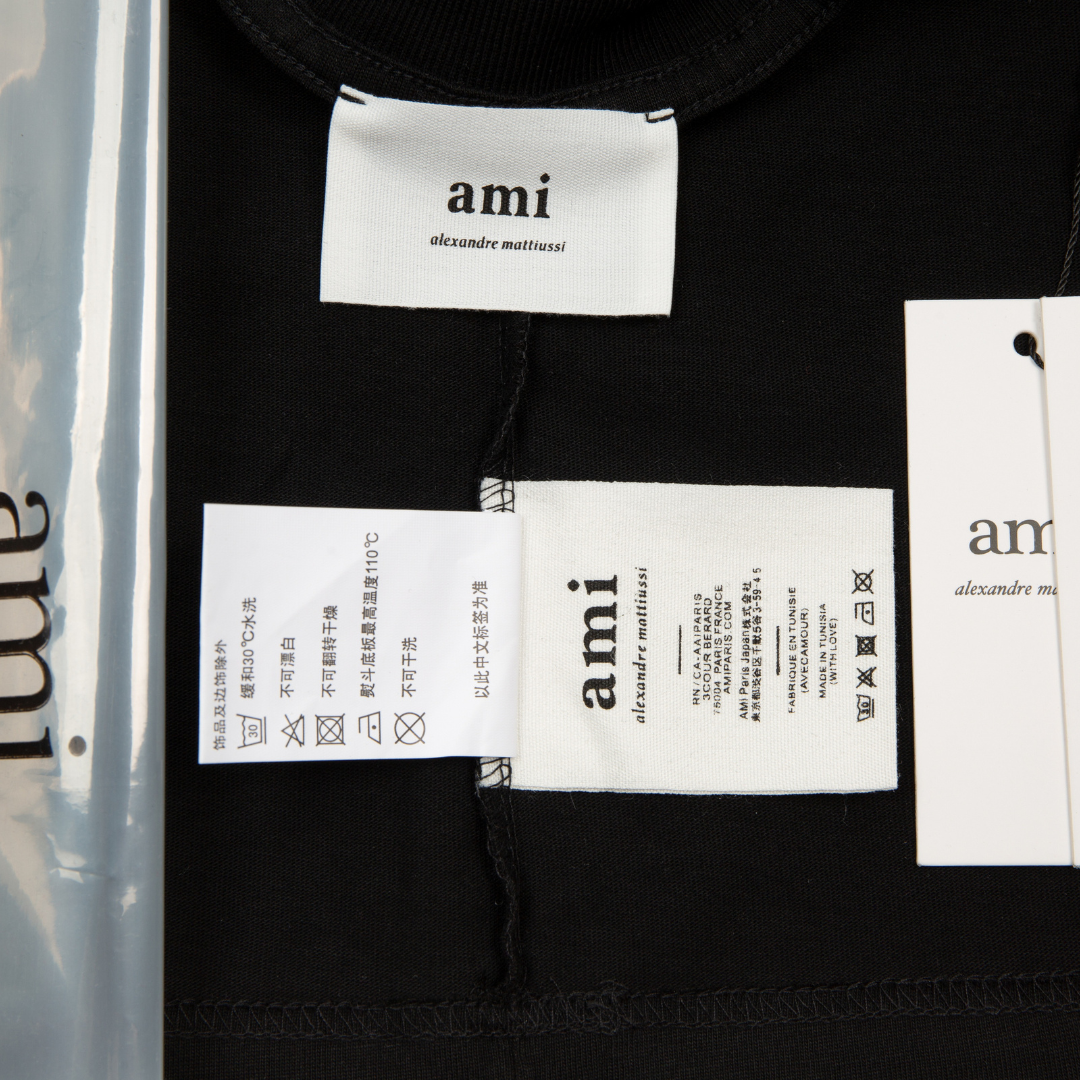 ami
alexandre mattiussi
ami
饰品及边饰除外
30
缓和30℃水洗
不可漂白
不可翻转干燥
熨斗底板最高温度110℃
不可干洗
以此中文标签为准
ami
alexandre mattiussi
RN / CA-AAIPARIS
3COUR BERARD
75004 PARIS FRANCE
AMIPARIS.COM
AMI Paris Japan株式会社
FABRIQUE EN TUNISIE
(AVECAMOUR)
MADE IN TUNISIA
(WITH LOVE)
30
am
alexandre ma